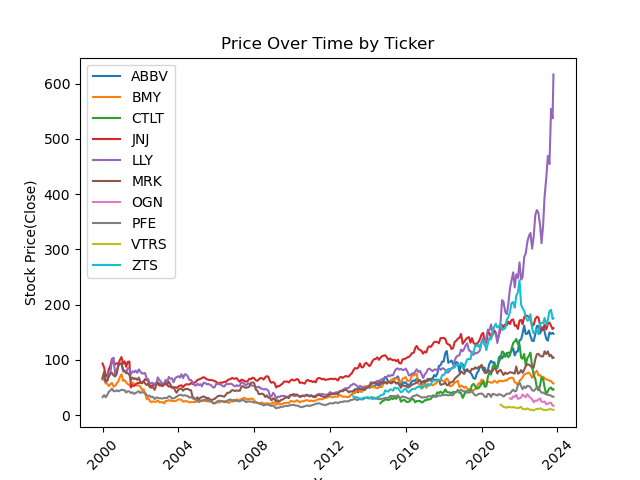 Price Over Time by Ticker
ABBV
BMY
CTLT
JNJ
LLY
MRK
OGN
PFE
VTRS
ZTS
Stock Price(Close)
600
500
400
300
200
100
0
2000
2004
2008
2012
2016
2020
2024